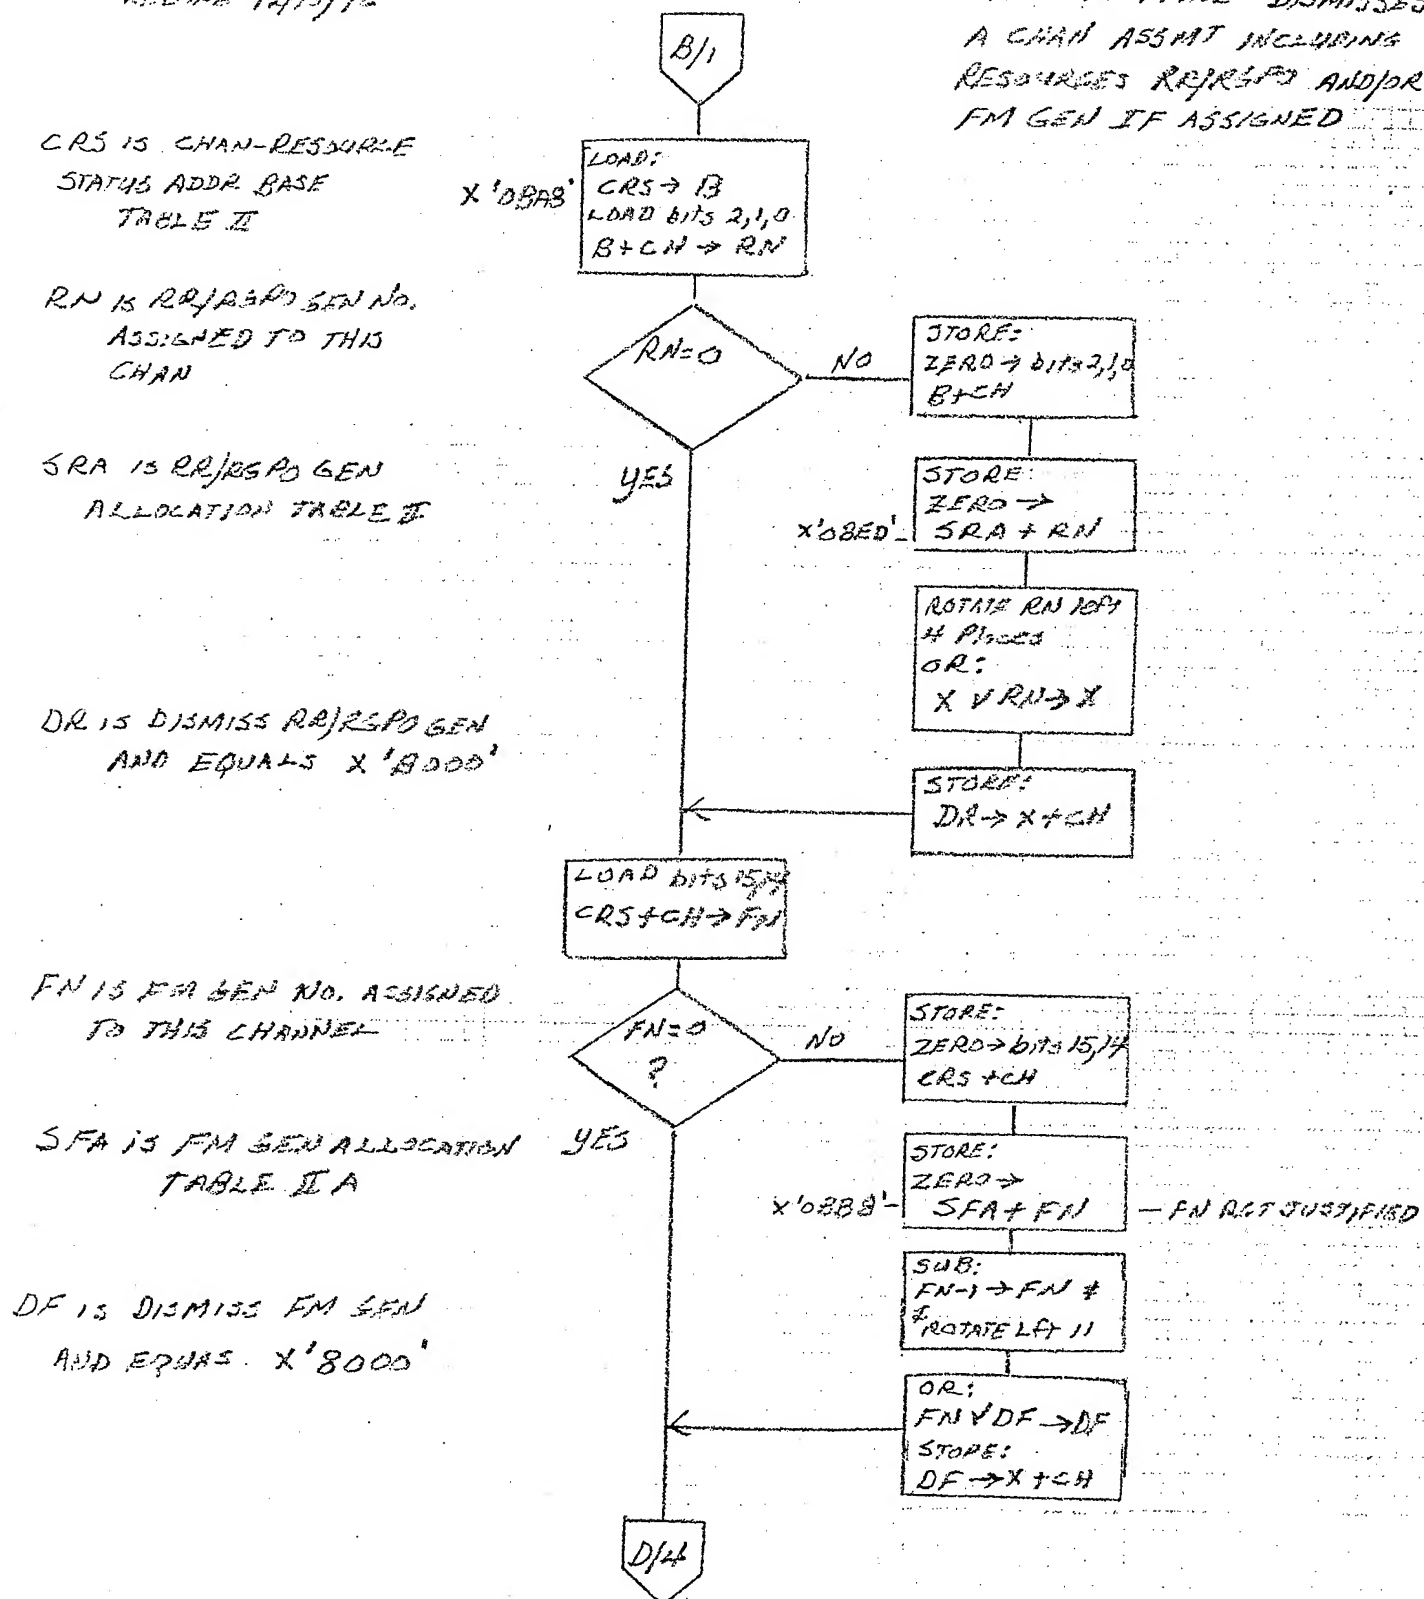 DISMISSES
A CHAN ASSMT INCLUDING
RESOURCES RR/RGPO AND/OR
FM GEN IF ASSIGNED
B/1
CRS IS CHAN-RESOURCE
STATUS ADDR BASE
TABLE II
X '0BA8'
LOAD:
CRS → B
LOAD bits 2,1,0
B+CH → RN
RN IS RR/RGPO GEN NO.
ASSIGNED TO THIS
CHAN
RN=0
NO
STORE:
ZERO → bits 2,1,0
B+CH
SRA IS RR/RGPO GEN
ALLOCATION TABLE II
YES
X'08ED'-
STORE:
ZERO →
SRA + RN
ROTATE RN left
4 Places
OR:
X V RN → X
DR IS DISMISS RR/RGPO GEN
AND EQUALS X '8000'
STORE:
DR → X + CH
LOAD bits 15,14
CRS + CH → FN
FN IS FM GEN NO. ASSIGNED
TO THIS CHANNEL
FN=0
?
NO
STORE:
ZERO → bits 15,14
CRS + CH
SFA IS FM GEN ALLOCATION
TABLE II A
YES
X'08B8'-
STORE:
ZERO →
SFA + FN
- FN RGT JUSTIFIED
SUB:
FN-1 → FN ≠
≠ ROTATE Lft 11
DF IS DISMISS FM GEN
AND EQUAS X '8000'
OR:
FN V DF → DF
STORE:
DF → X + CH
D/4